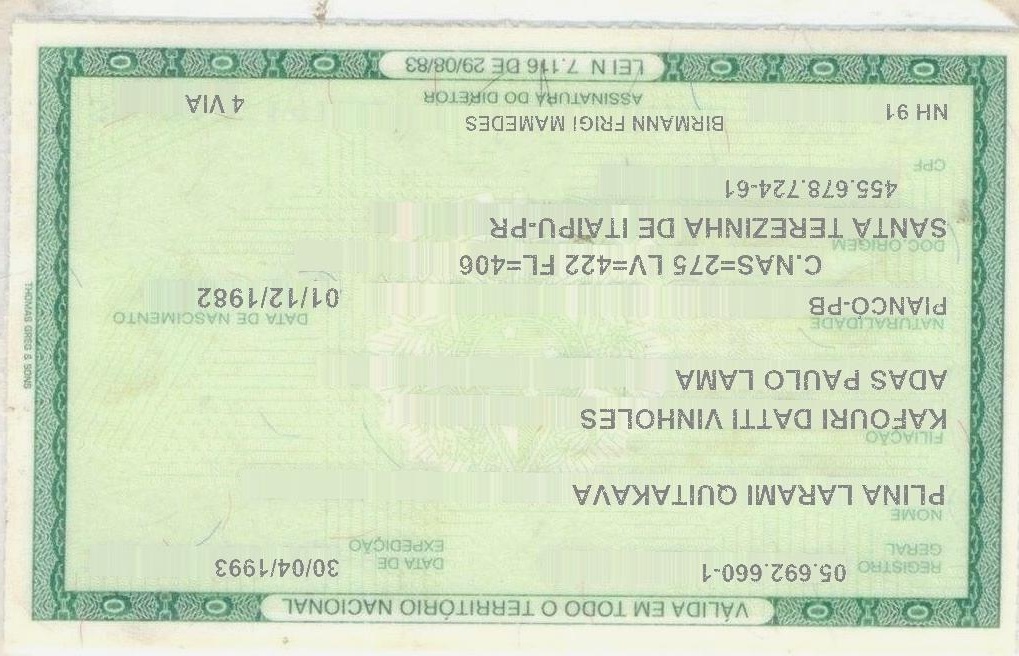 VÁLIDA EM TODO O TERRITÓRIO NACIONAL
REGISTRO GERAL 05.692.660-1 DATA DE EXPEDIÇÃO 30/04/1993
NOME
PLINA LARAMI QUITAKAVA
FILIAÇÃO
KAFOURI DATTI VINHOLES
ADAS PAULO LAMA
NATURALIDADE DATA DE NASCIMENTO
PIANCO-PB 01/12/1982
C.NAS=275 LV=422 FL=406
DOC.ORIGEM
SANTA TEREZINHA DE ITAIPU-PR
455.678.724-61
CPF
BIRMANN FRIGI MAMEDES
NH 91 ASSINATURA DO DIRETOR 4 VIA
LEI N 7.116 DE 29/08/83
THOMAS GREG & SONS